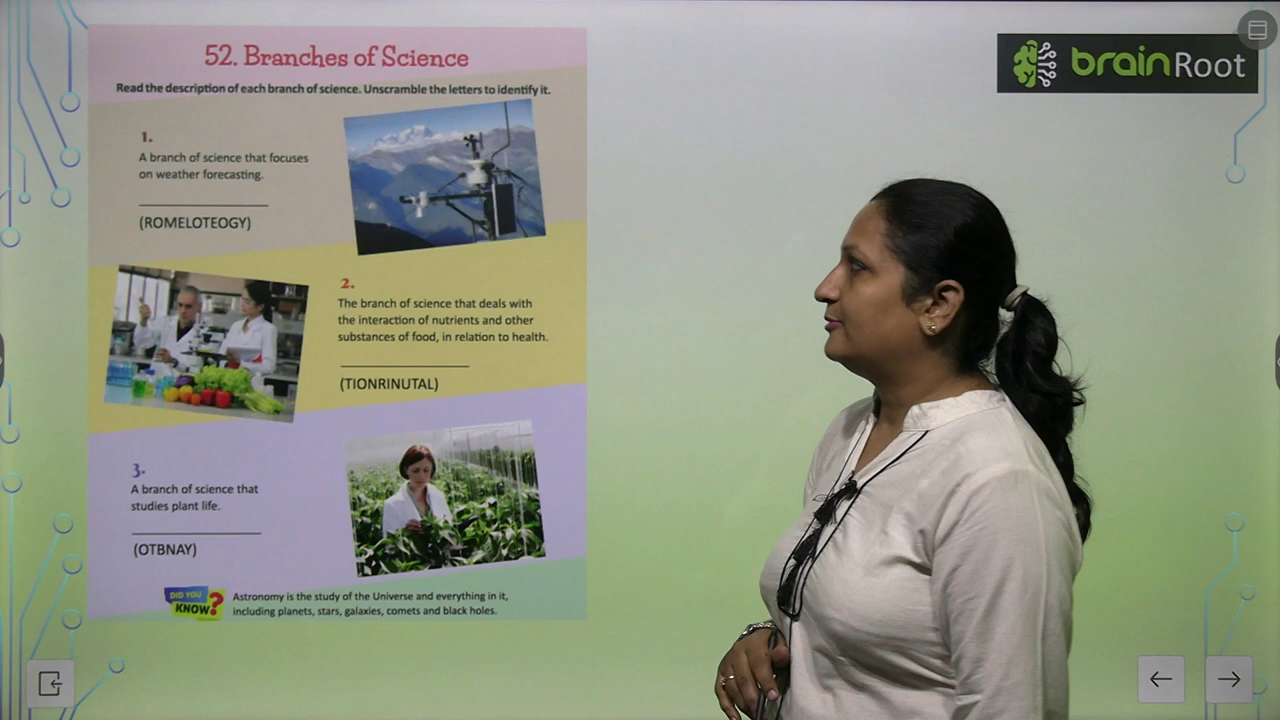 brainRoot
52. Branches of Science
Read the description of each branch of science. Unscramble the letters to identify it.
1.
A branch of science that focuses
on weather forecasting.
(ROMELOTEOGY)
2.
The branch of science that deals with
the interaction of nutrients and other
substances of food, in relation to health.
(TIONRINUTAL)
3.
A branch of science that
studies plant life.
(OTBNAY)
DID YOU
KNOW?
Astronomy is the study of the Universe and everything in it,
including planets, stars, galaxies, comets and black holes.